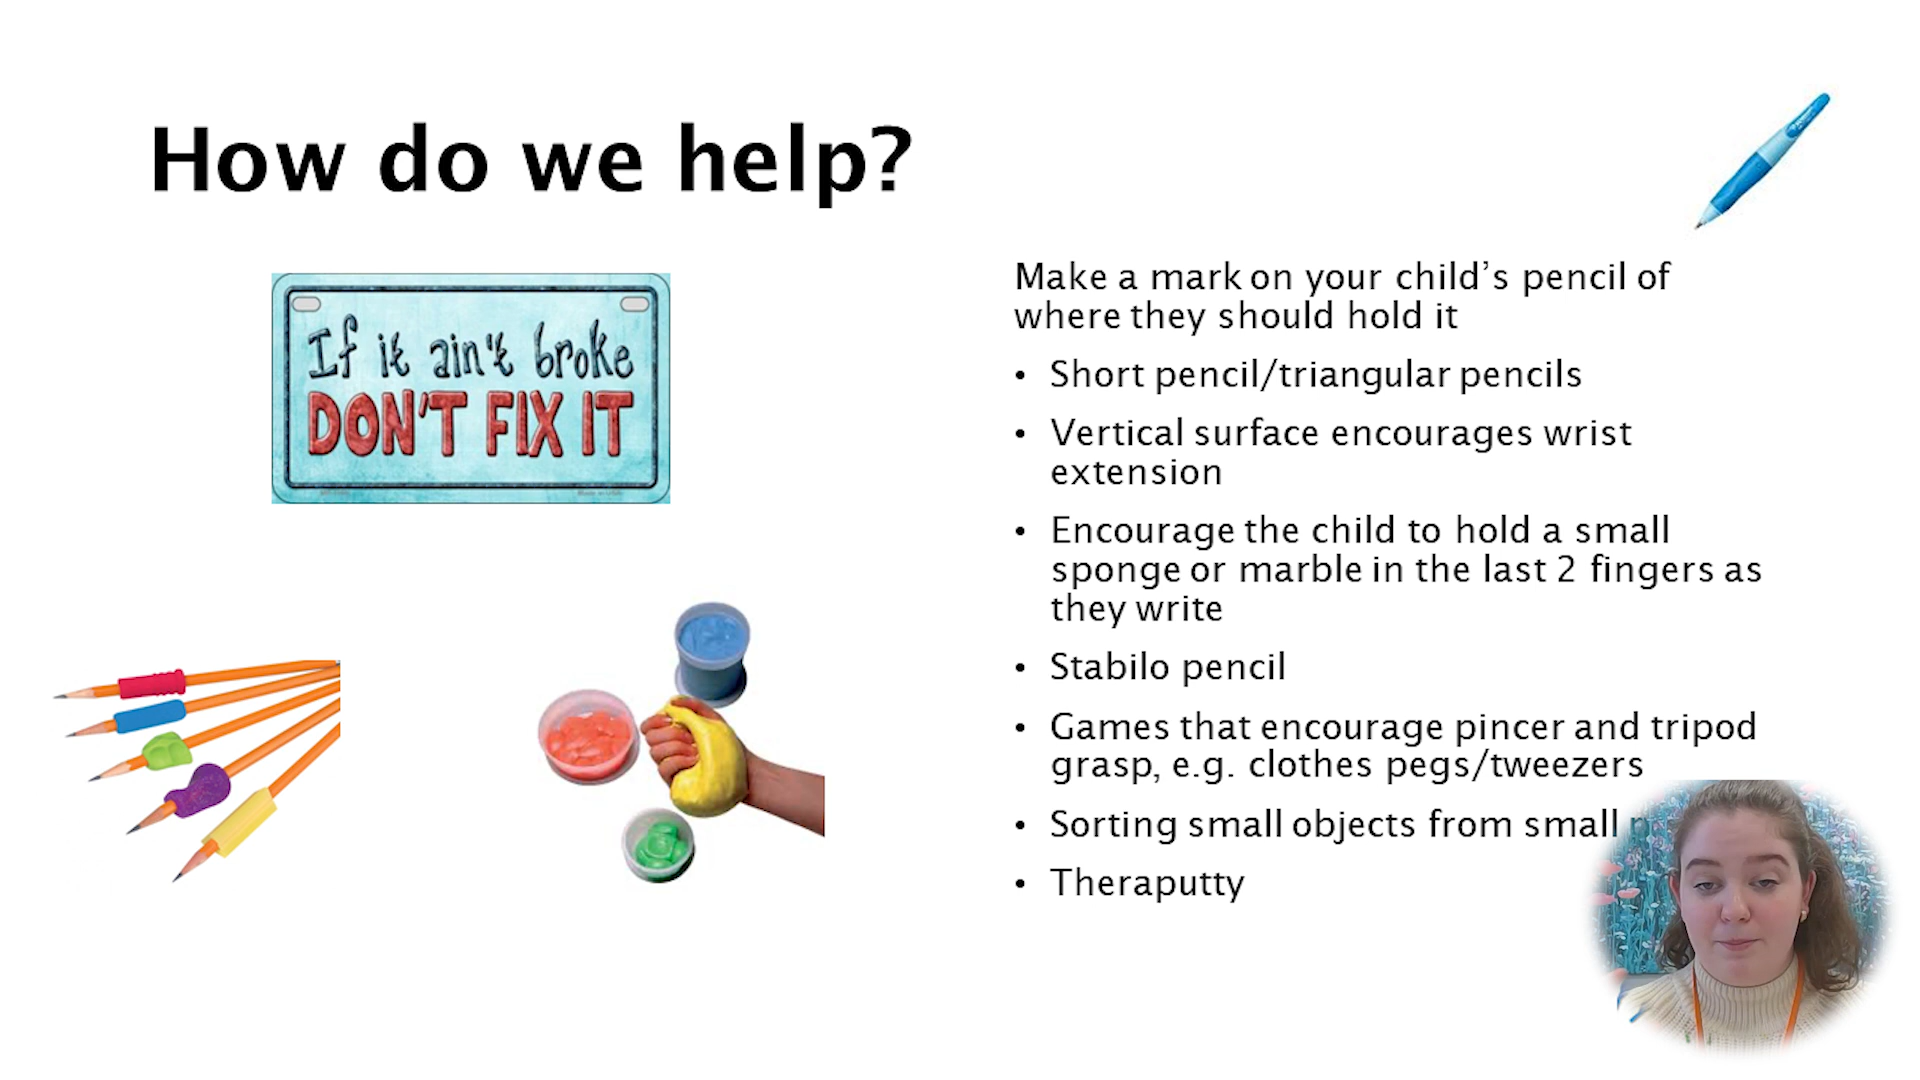 How do we help?
If it ain't broke
DON'T FIX IT
Make a mark on your child’s pencil of
where they should hold it
• Short pencil/triangular pencils
• Vertical surface encourages wrist
extension
• Encourage the child to hold a small
sponge or marble in the last 2 fingers as
they write
• Stabilo pencil
• Games that encourage pincer and tripod
grasp, e.g. clothes pegs/tweezers
• Sorting small objects from small
• Theraputty